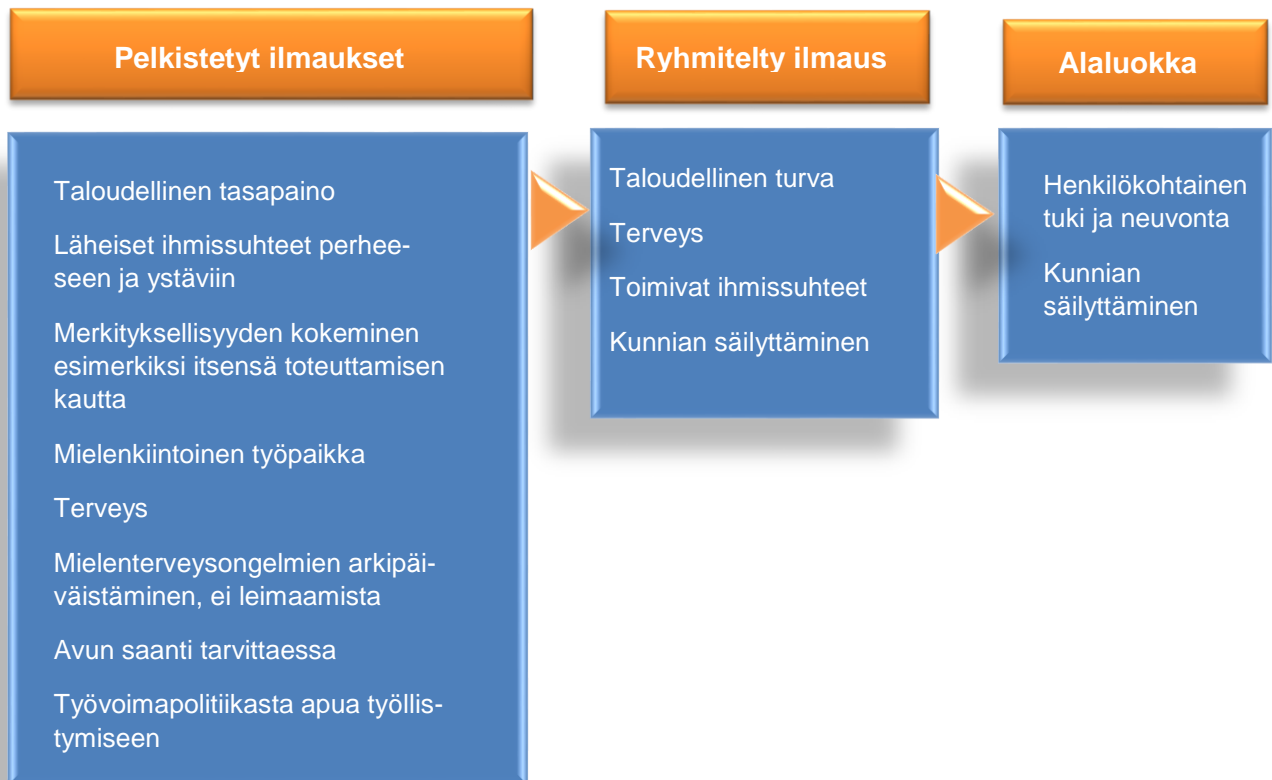 Pelkistetyt ilmaukset
Taloudellinen tasapaino
Läheiset ihmissuhteet perhee-
seen ja ystäviin
Merkityksellisyyden kokeminen
esimerkiksi itsensä toteuttamisen
kautta
Mielenkiintoinen työpaikka
Terveys
Mielenterveysongelmien arkipäi-
väistäminen, ei leimaamista
Avun saanti tarvittaessa
Työvoimapolitiikasta apua työllis-
tymiseen
Ryhmitelty ilmaus
Taloudellinen turva
Terveys
Toimivat ihmissuhteet
Kunnian säilyttäminen
Alaluokka
Henkilökohtainen
tuki ja neuvonta
Kunnian
säilyttäminen